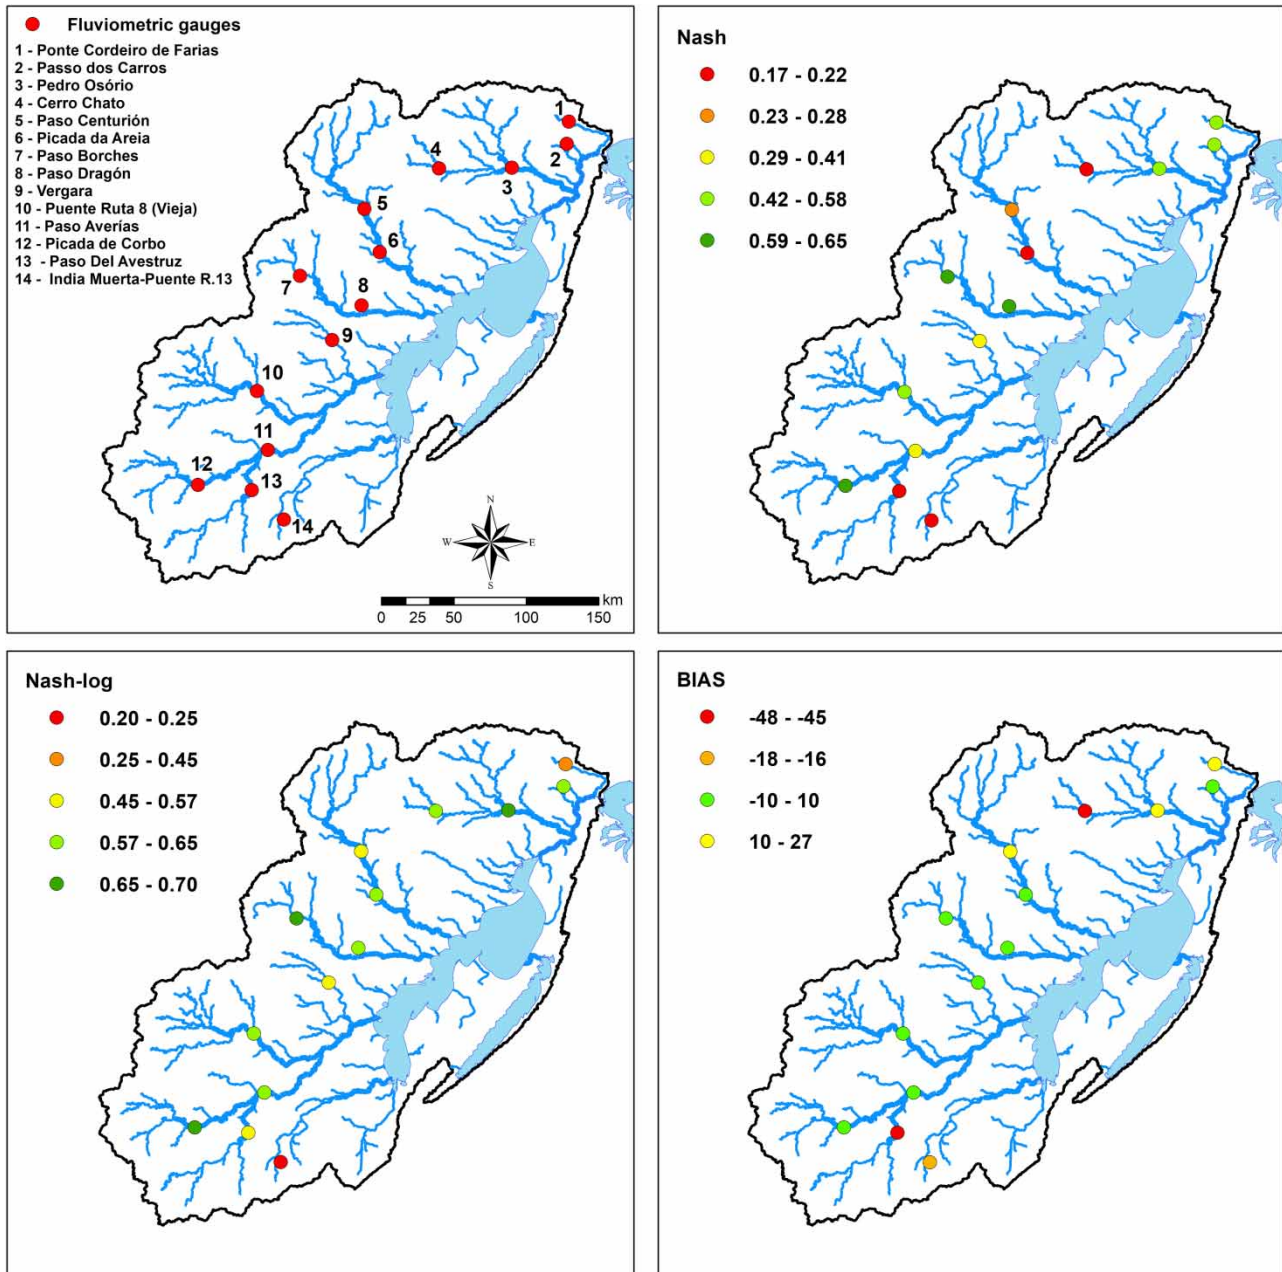 Fluviometric gauges
1 - Ponte Cordeiro de Farias
2 - Passo dos Carros
3 - Pedro Osório
4 - Cerro Chato
5 - Paso Centurión
6 - Picada da Areia
7 - Paso Borches
8 - Paso Dragón
9 - Vergara
10 - Puente Ruta 8 (Vieja)
11 - Paso Averías
12 - Picada de Corbo
13 - Paso Del Avestruz
14 - India Muerta-Puente R.13
1
2
3
4
5
6
7
8
9
10
11
12
13
14
N
W E
S
km
0 25 50 100 150
Nash
0.17 - 0.22
0.23 - 0.28
0.29 - 0.41
0.42 - 0.58
0.59 - 0.65
Nash-log
0.20 - 0.25
0.25 - 0.45
0.45 - 0.57
0.57 - 0.65
0.65 - 0.70
BIAS
-48 - -45
-18 - -16
-10 - 10
10 - 27